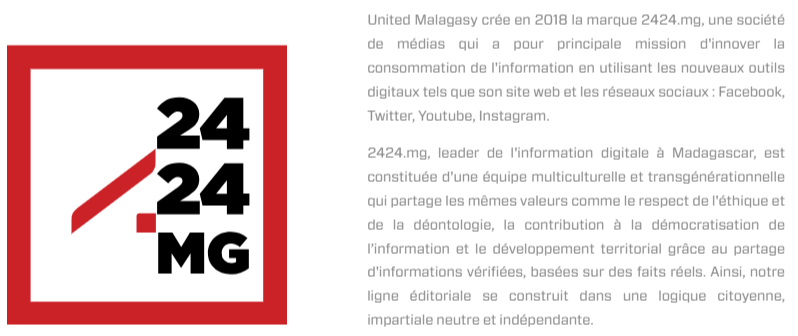 24
24
MG
United Malagasy crée en 2018 la marque 2424.mg, une société
de médias qui a pour principale mission d'innover la
consommation de l'information en utilisant les nouveaux outils
digitaux tels que son site web et les réseaux sociaux : Facebook,
Twitter, Youtube, Instagram.
2424.mg, leader de l'information digitale à Madagascar, est
constituée d'une équipe multiculturelle et transgénérationnelle
qui partage les mêmes valeurs comme le respect de l'éthique et
de la déontologie, la contribution à la démocratisation de
l'information et le développement territorial grâce au partage
d'informations vérifiées, basées sur des faits réels. Ainsi, notre
ligne éditoriale se construit dans une logique citoyenne,
impartiale neutre et indépendante.